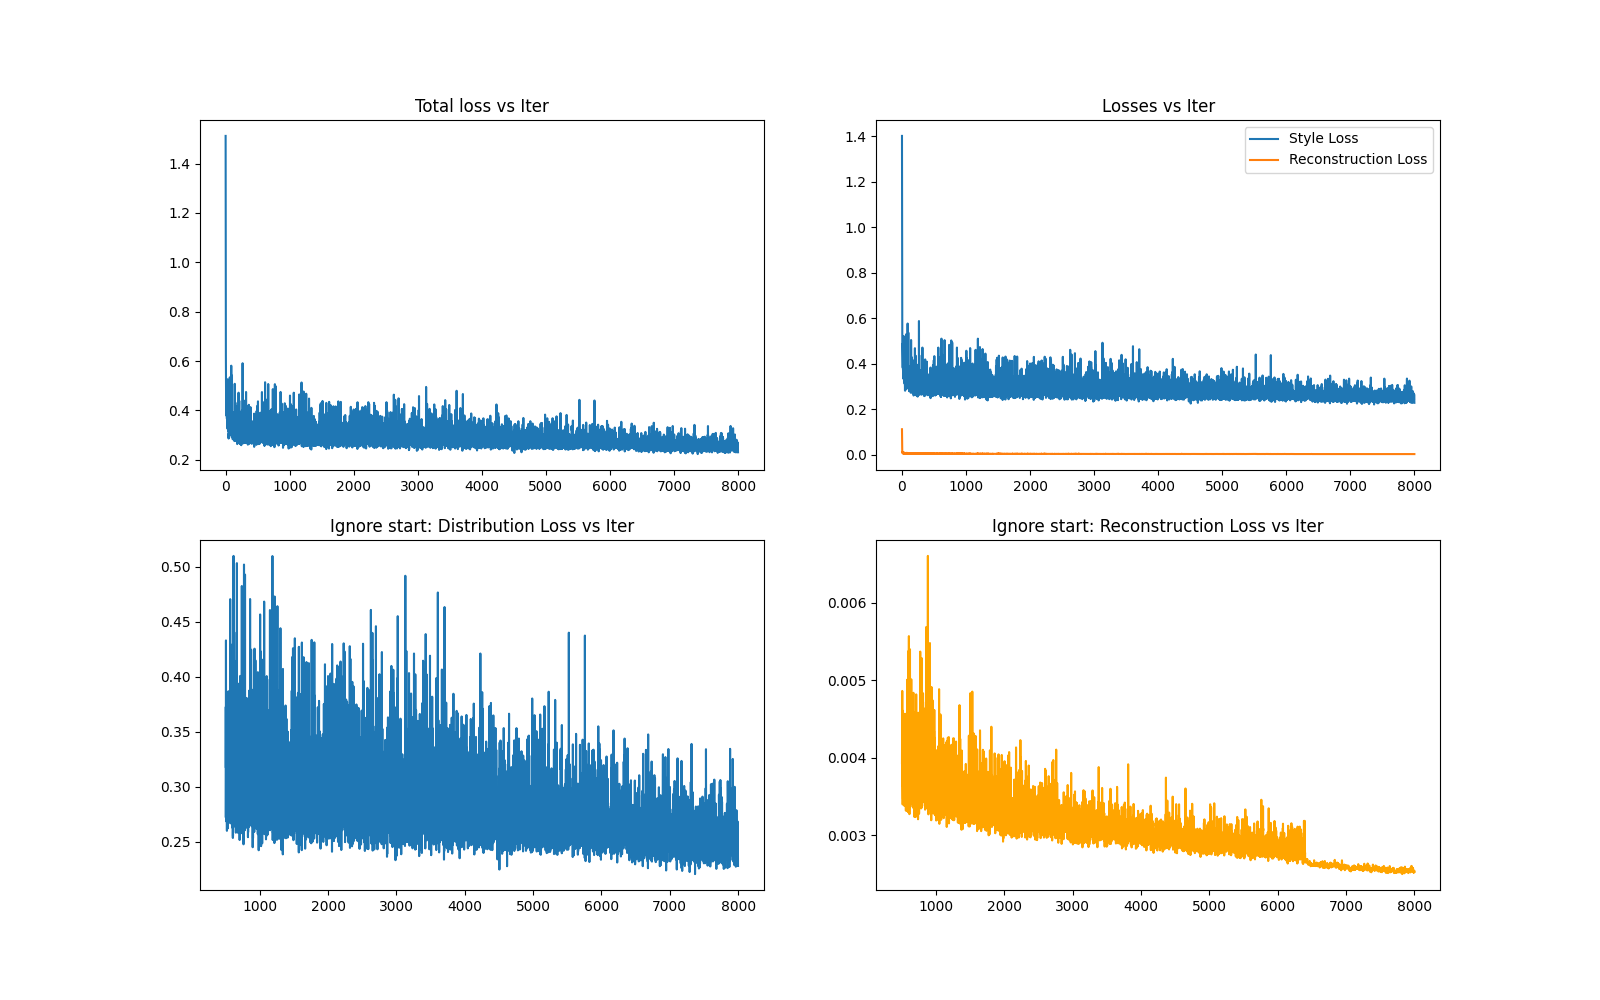 Total loss vs Iter
1.4
1.2
1.0
0.8
0.6
0.4
0.2
0 1000 2000 3000 4000 5000 6000 7000 8000
Losses vs Iter
Style Loss
Reconstruction Loss
1.4
1.2
1.0
0.8
0.6
0.4
0.2
0.0
0 1000 2000 3000 4000 5000 6000 7000 8000
Ignore start: Distribution Loss vs Iter
0.50
0.45
0.40
0.35
0.30
0.25
1000 2000 3000 4000 5000 6000 7000 8000
Ignore start: Reconstruction Loss vs Iter
0.006
0.005
0.004
0.003
1000 2000 3000 4000 5000 6000 7000 8000